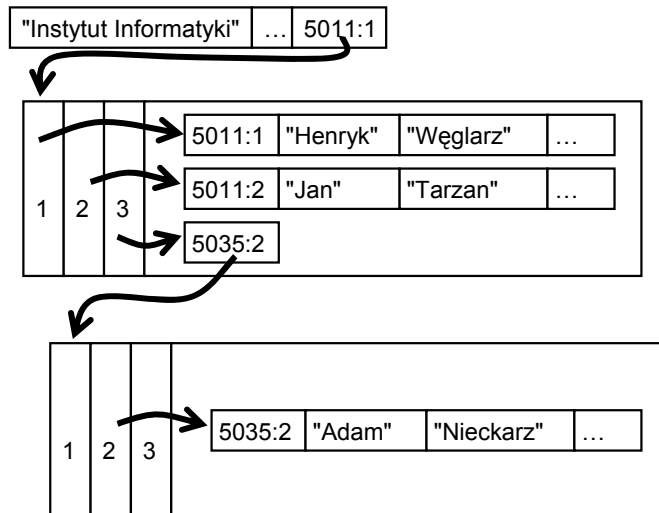 "Instytut Informatyki" … 5011:1
5011:1 "Henryk" "Węglarz" …
5011:2 "Jan" "Tarzan" …
1 2 3
5035:2
5035:2 "Adam" "Nieckarz" …
1 2 3